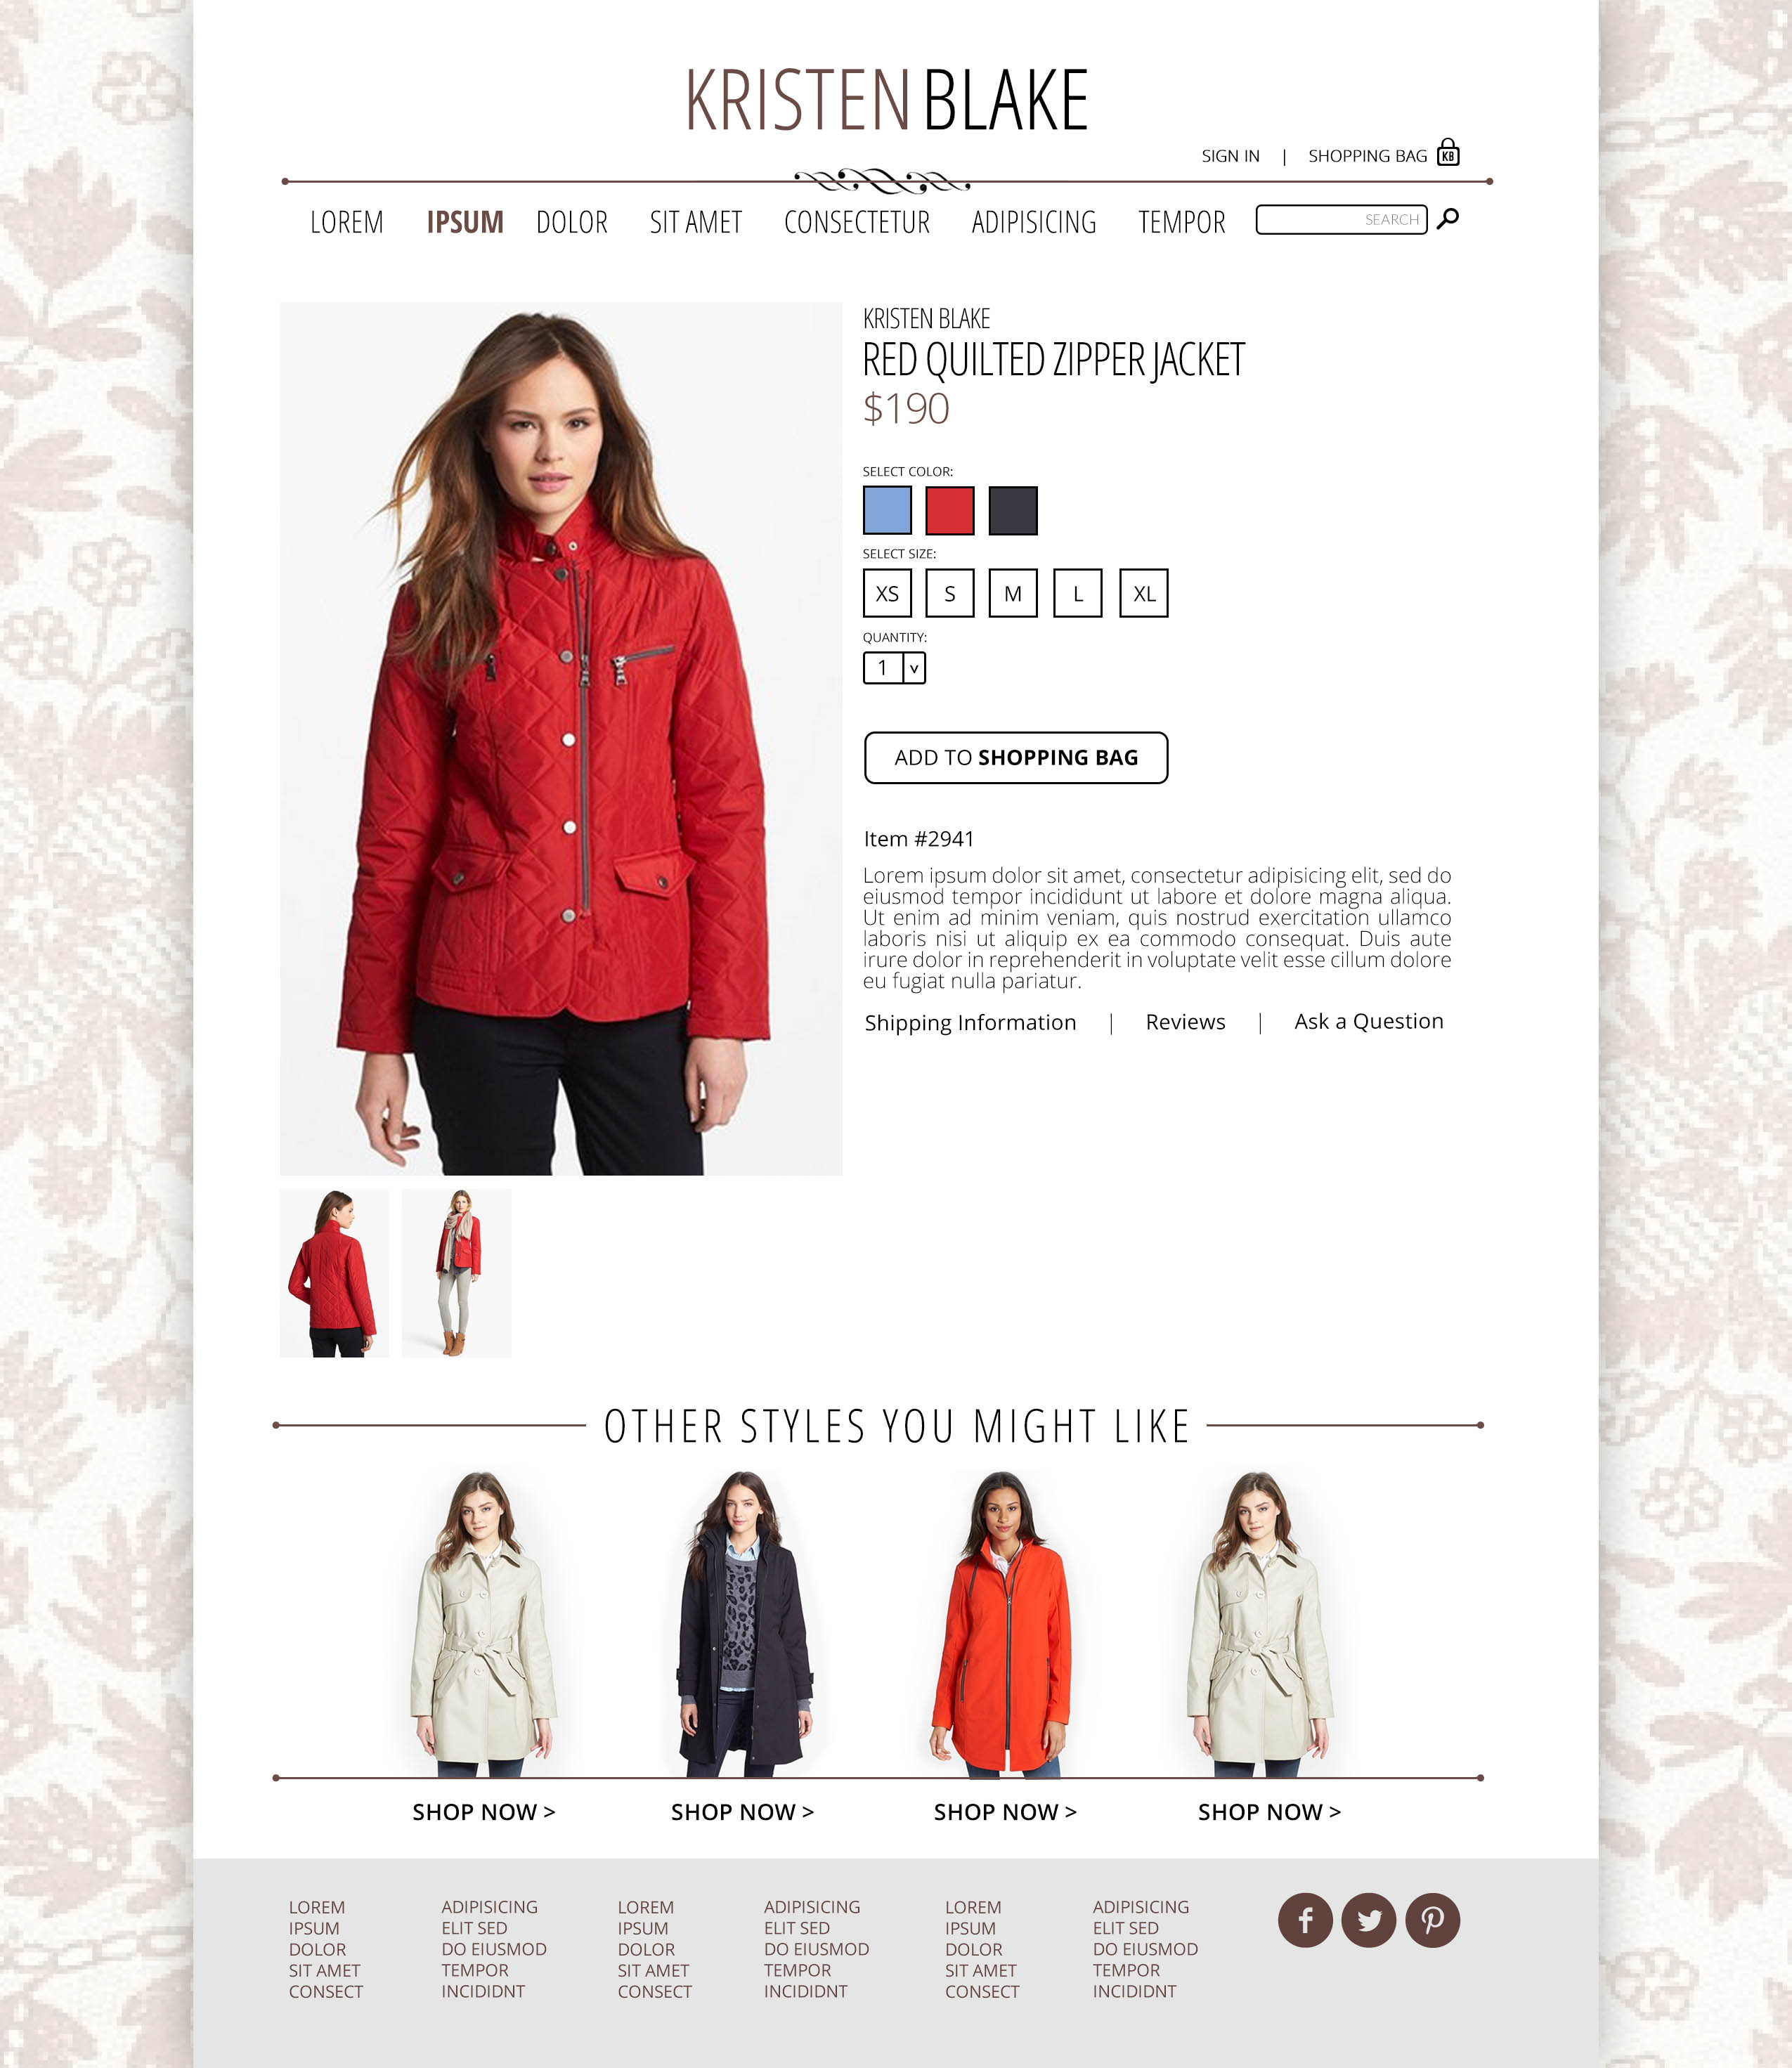 KRISTEN BLAKE
SIGN IN | SHOPPING BAG KB
LOREM IPSUM DOLOR SIT AMET CONSECTETUR ADIPISICING TEMPOR SEARCH
KRISTEN BLAKE
RED QUILTED ZIPPER JACKET
$190
SELECT COLOR:
SELECT SIZE:
XS S M L XL
QUANTITY:
1 v
ADD TO SHOPPING BAG
Item #2941
Lorem ipsum dolor sit amet, consectetur adipisicing elit, sed do
eiusmod tempor incididunt ut labore et dolore magna aliqua.
Ut enim ad minim veniam, quis nostrud exercitation ullamco
laboris nisi ut aliquip ex ea commodo consequat. Duis aute
irure dolor in reprehenderit in voluptate velit esse cillum dolore
eu fugiat nulla pariatur.
Shipping Information | Reviews | Ask a Question
OTHER STYLES YOU MIGHT LIKE
SHOP NOW > SHOP NOW > SHOP NOW > SHOP NOW >
LOREM
IPSUM
DOLOR
SIT AMET
CONSECT
ADIPISICING
ELIT SED
DO EIUSMOD
TEMPOR
INCIDIDNT
LOREM
IPSUM
DOLOR
SIT AMET
CONSECT
ADIPISICING
ELIT SED
DO EIUSMOD
TEMPOR
INCIDIDNT
LOREM
IPSUM
DOLOR
SIT AMET
CONSECT
ADIPISICING
ELIT SED
DO EIUSMOD
TEMPOR
INCIDIDNT